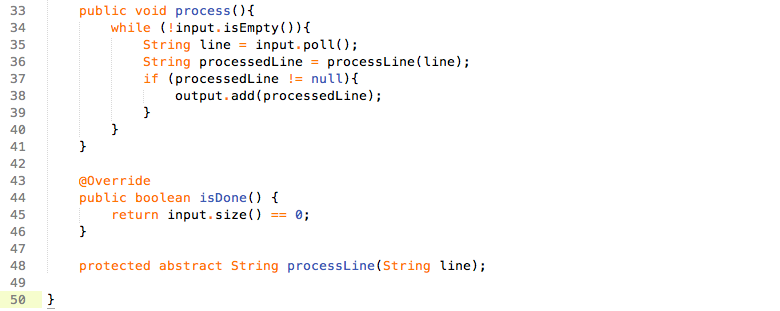 33 public void process(){
34 while (!input.isEmpty()){
35 String line = input.poll();
36 String processedLine = processLine(line);
37 if (processedLine != null){
38 output.add(processedLine);
39 }
40 }
41 }
42
43 @Override
44 public boolean isDone() {
45 return input.size() == 0;
46 }
47
48 protected abstract String processLine(String line);
49
50 }